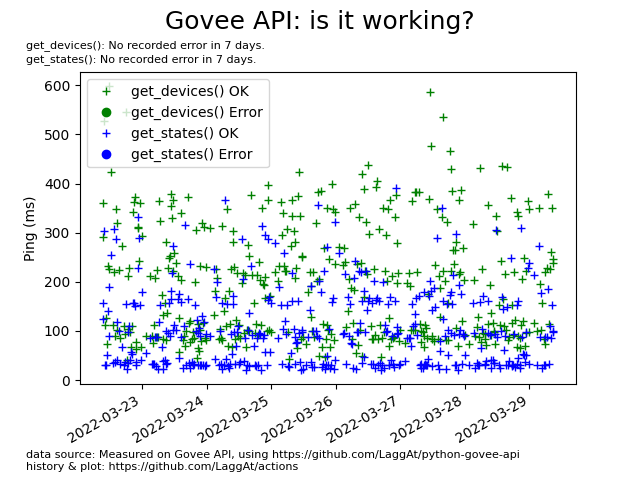 Govee API: is it working?
get_devices(): No recorded error in 7 days.
get_states(): No recorded error in 7 days.
get_devices() OK
get_devices() Error
get_states() OK
get_states() Error
Ping (ms)
600
500
400
300
200
100
0
2022-03-23
2022-03-24
2022-03-25
2022-03-26
2022-03-27
2022-03-28
2022-03-29
data source: Measured on Govee API, using https://github.com/LaggAt/python-govee-api
history & plot: https://github.com/LaggAt/actions